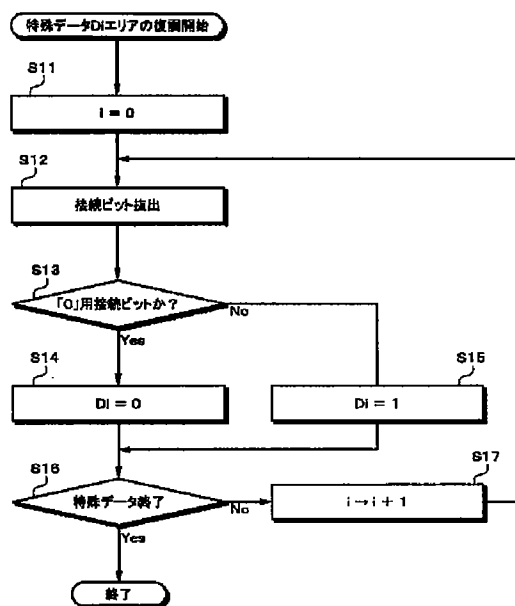 特殊データDiエリアの復調開始
S11
i = 0
S12
接続ビット抜出
S13
「0」用接続ビットか?
No
Yes
S14
Di = 0
S15
Di = 1
S16
特殊データ終了
No
Yes
S17
i→i+1
終了